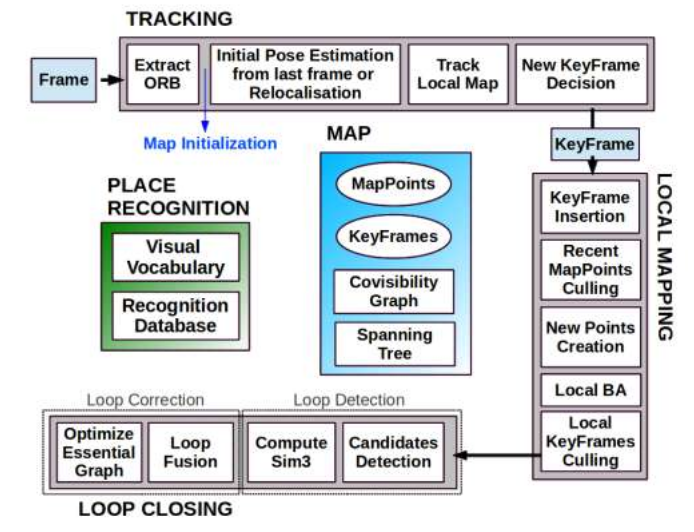 TRACKING
Frame
Extract
ORB
Initial Pose Estimation
from last frame or
Relocalisation
Track
Local Map
New KeyFrame
Decision
Map Initialization
KeyFrame
MAP
MapPoints
KeyFrames
Covisibility
Graph
Spanning
Tree
PLACE
RECOGNITION
Visual
Vocabulary
Recognition
Database
LOCAL MAPPING
KeyFrame
Insertion
Recent
MapPoints
Culling
New Points
Creation
Local BA
Local
KeyFrames
Culling
Loop Correction
Loop Detection
Optimize
Essential
Graph
Loop
Fusion
Compute
Sim3
Candidates
Detection
LOOP CLOSING